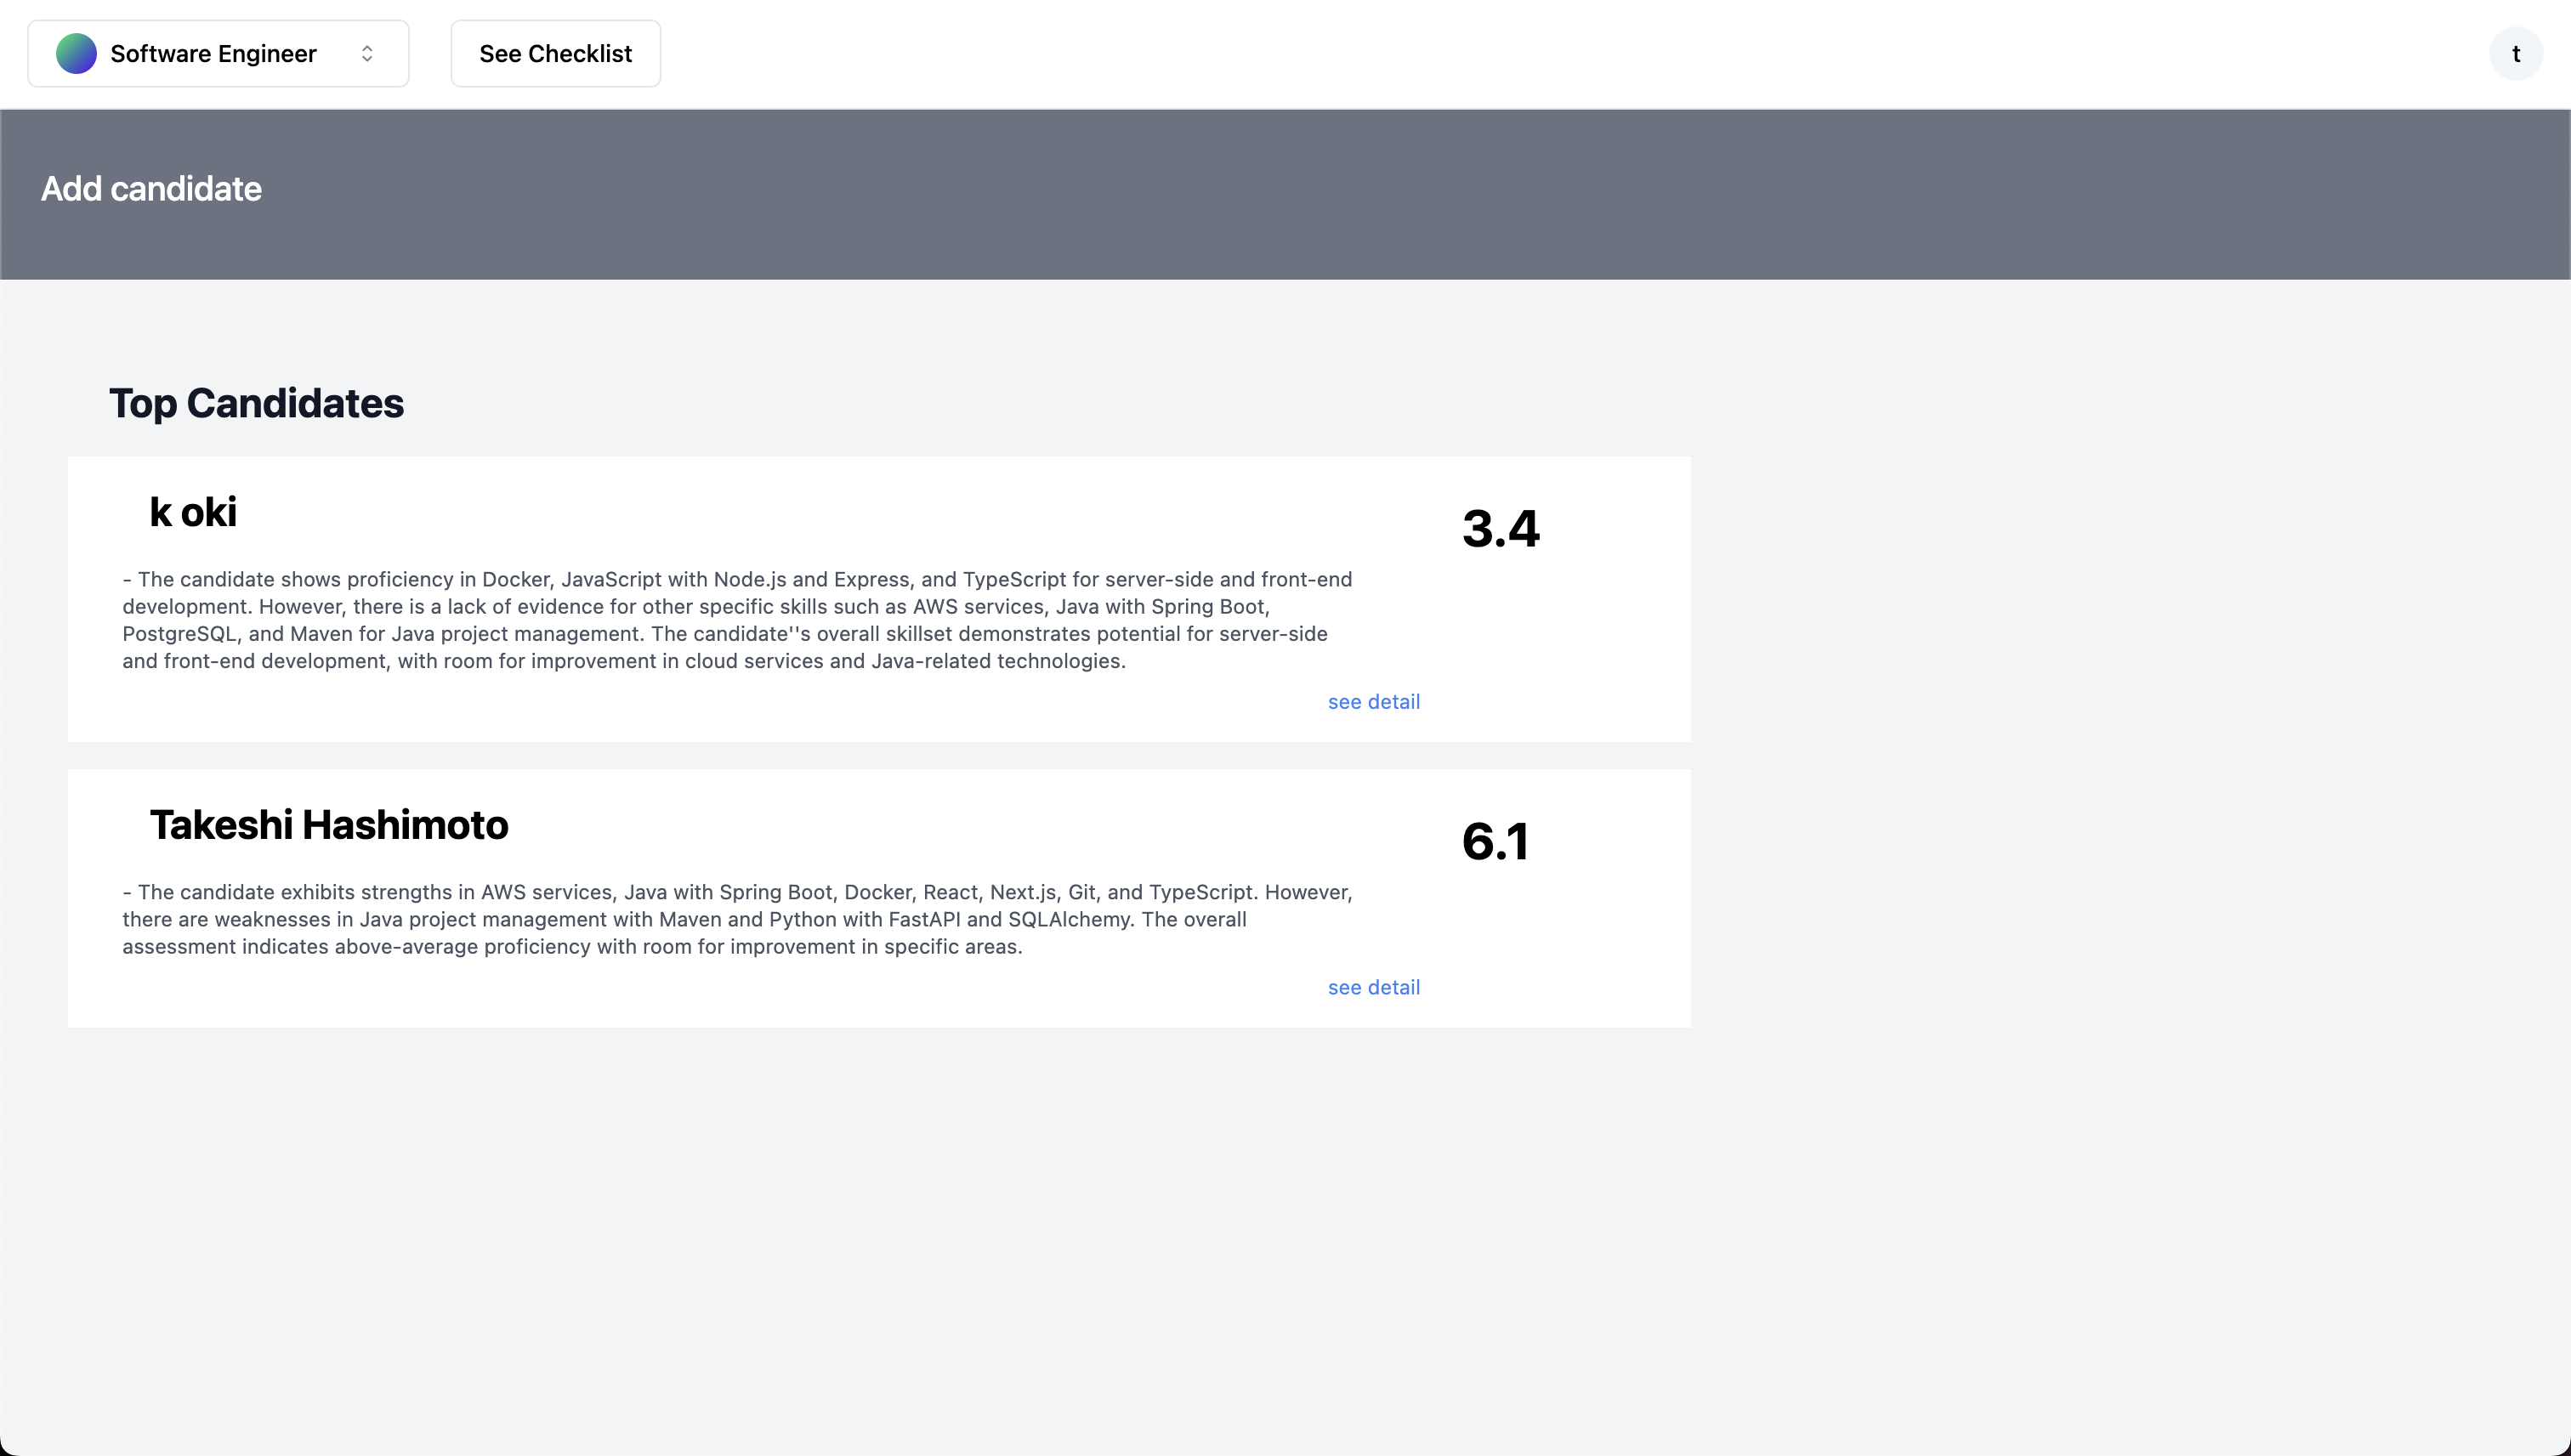 Software Engineer
See Checklist
t
Add candidate
Top Candidates
k oki
3.4
- The candidate shows proficiency in Docker, JavaScript with Node.js and Express, and TypeScript for server-side and front-end
development. However, there is a lack of evidence for other specific skills such as AWS services, Java with Spring Boot,
PostgreSQL, and Maven for Java project management. The candidate''s overall skillset demonstrates potential for server-side
and front-end development, with room for improvement in cloud services and Java-related technologies.
see detail
Takeshi Hashimoto
6.1
- The candidate exhibits strengths in AWS services, Java with Spring Boot, Docker, React, Next.js, Git, and TypeScript. However,
there are weaknesses in Java project management with Maven and Python with FastAPI and SQLAlchemy. The overall
assessment indicates above-average proficiency with room for improvement in specific areas.
see detail